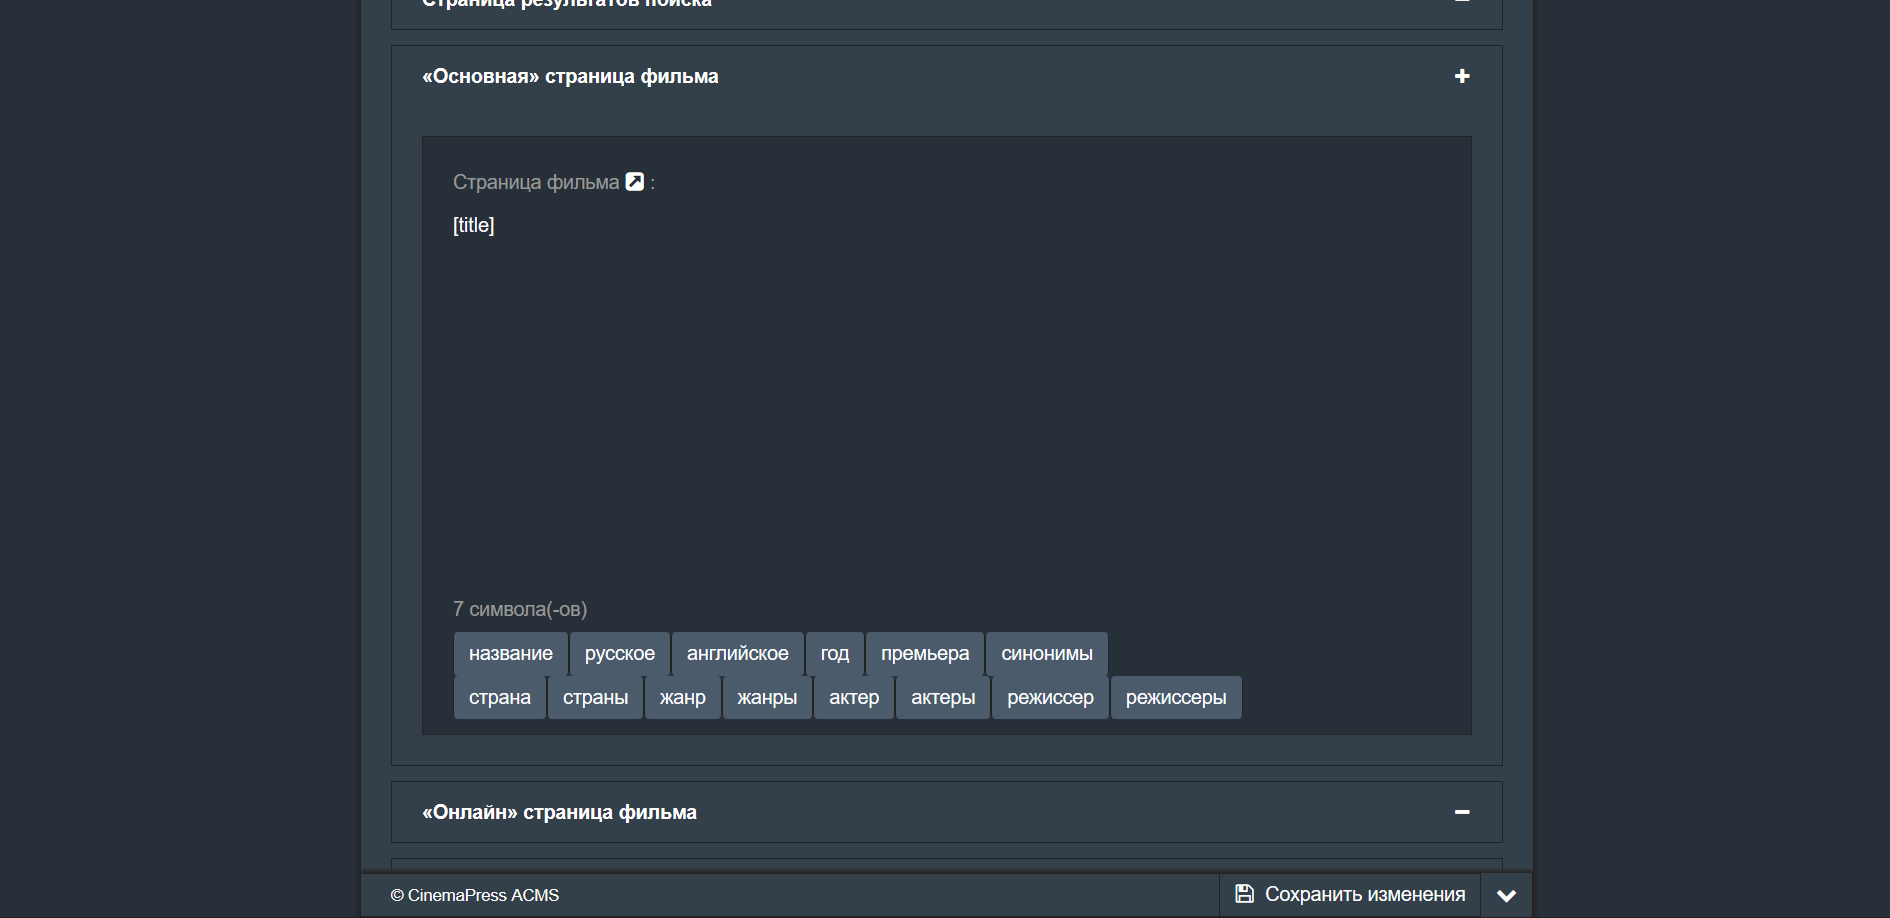 Страница результатов поиска
«Основная» страница фильма
Страница фильма :
[title]
7 символа(-ов)
название русское английское год премьера синонимы
страна страны жанр жанры актер актеры режиссер режиссеры
«Онлайн» страница фильма
© CinemaPress ACMS
Сохранить изменения